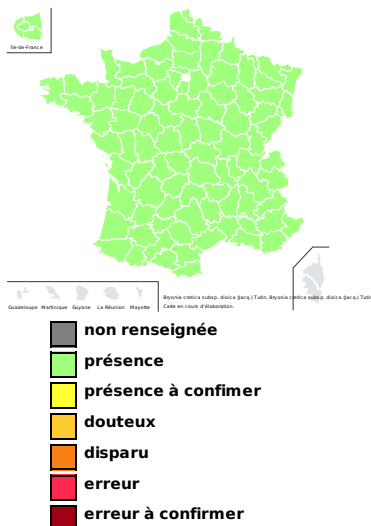 Île-de-France
Guadeloupe Martinique Guyane La Réunion Mayotte
Bryonia cretica subsp. dioica (Jacq.) Tutin, Bryonia cretica subsp. dioica (Jacq.) Tutin
Carte en cours d'élaboration.
non renseignée
présence
présence à confimer
douteux
disparu
erreur
erreur à confirmer